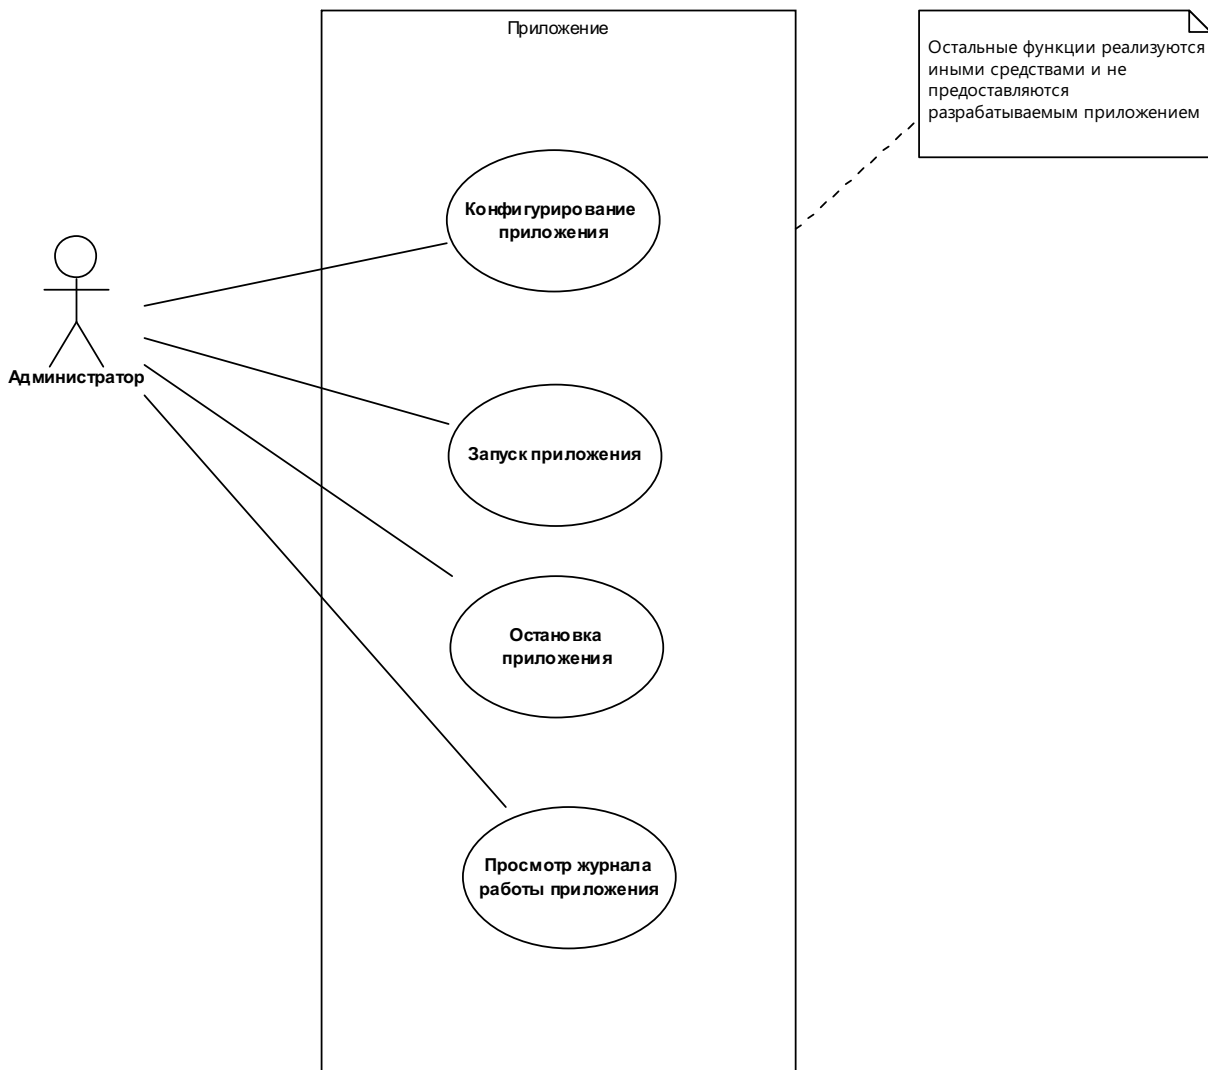 Приложение
Остальные функции реализуются
иными средствами и не
предоставляются
разрабатываемым приложением
Конфигурирование
приложения
Администратор
Запуск приложения
Остановка
приложения
Просмотр журнала
работы приложения